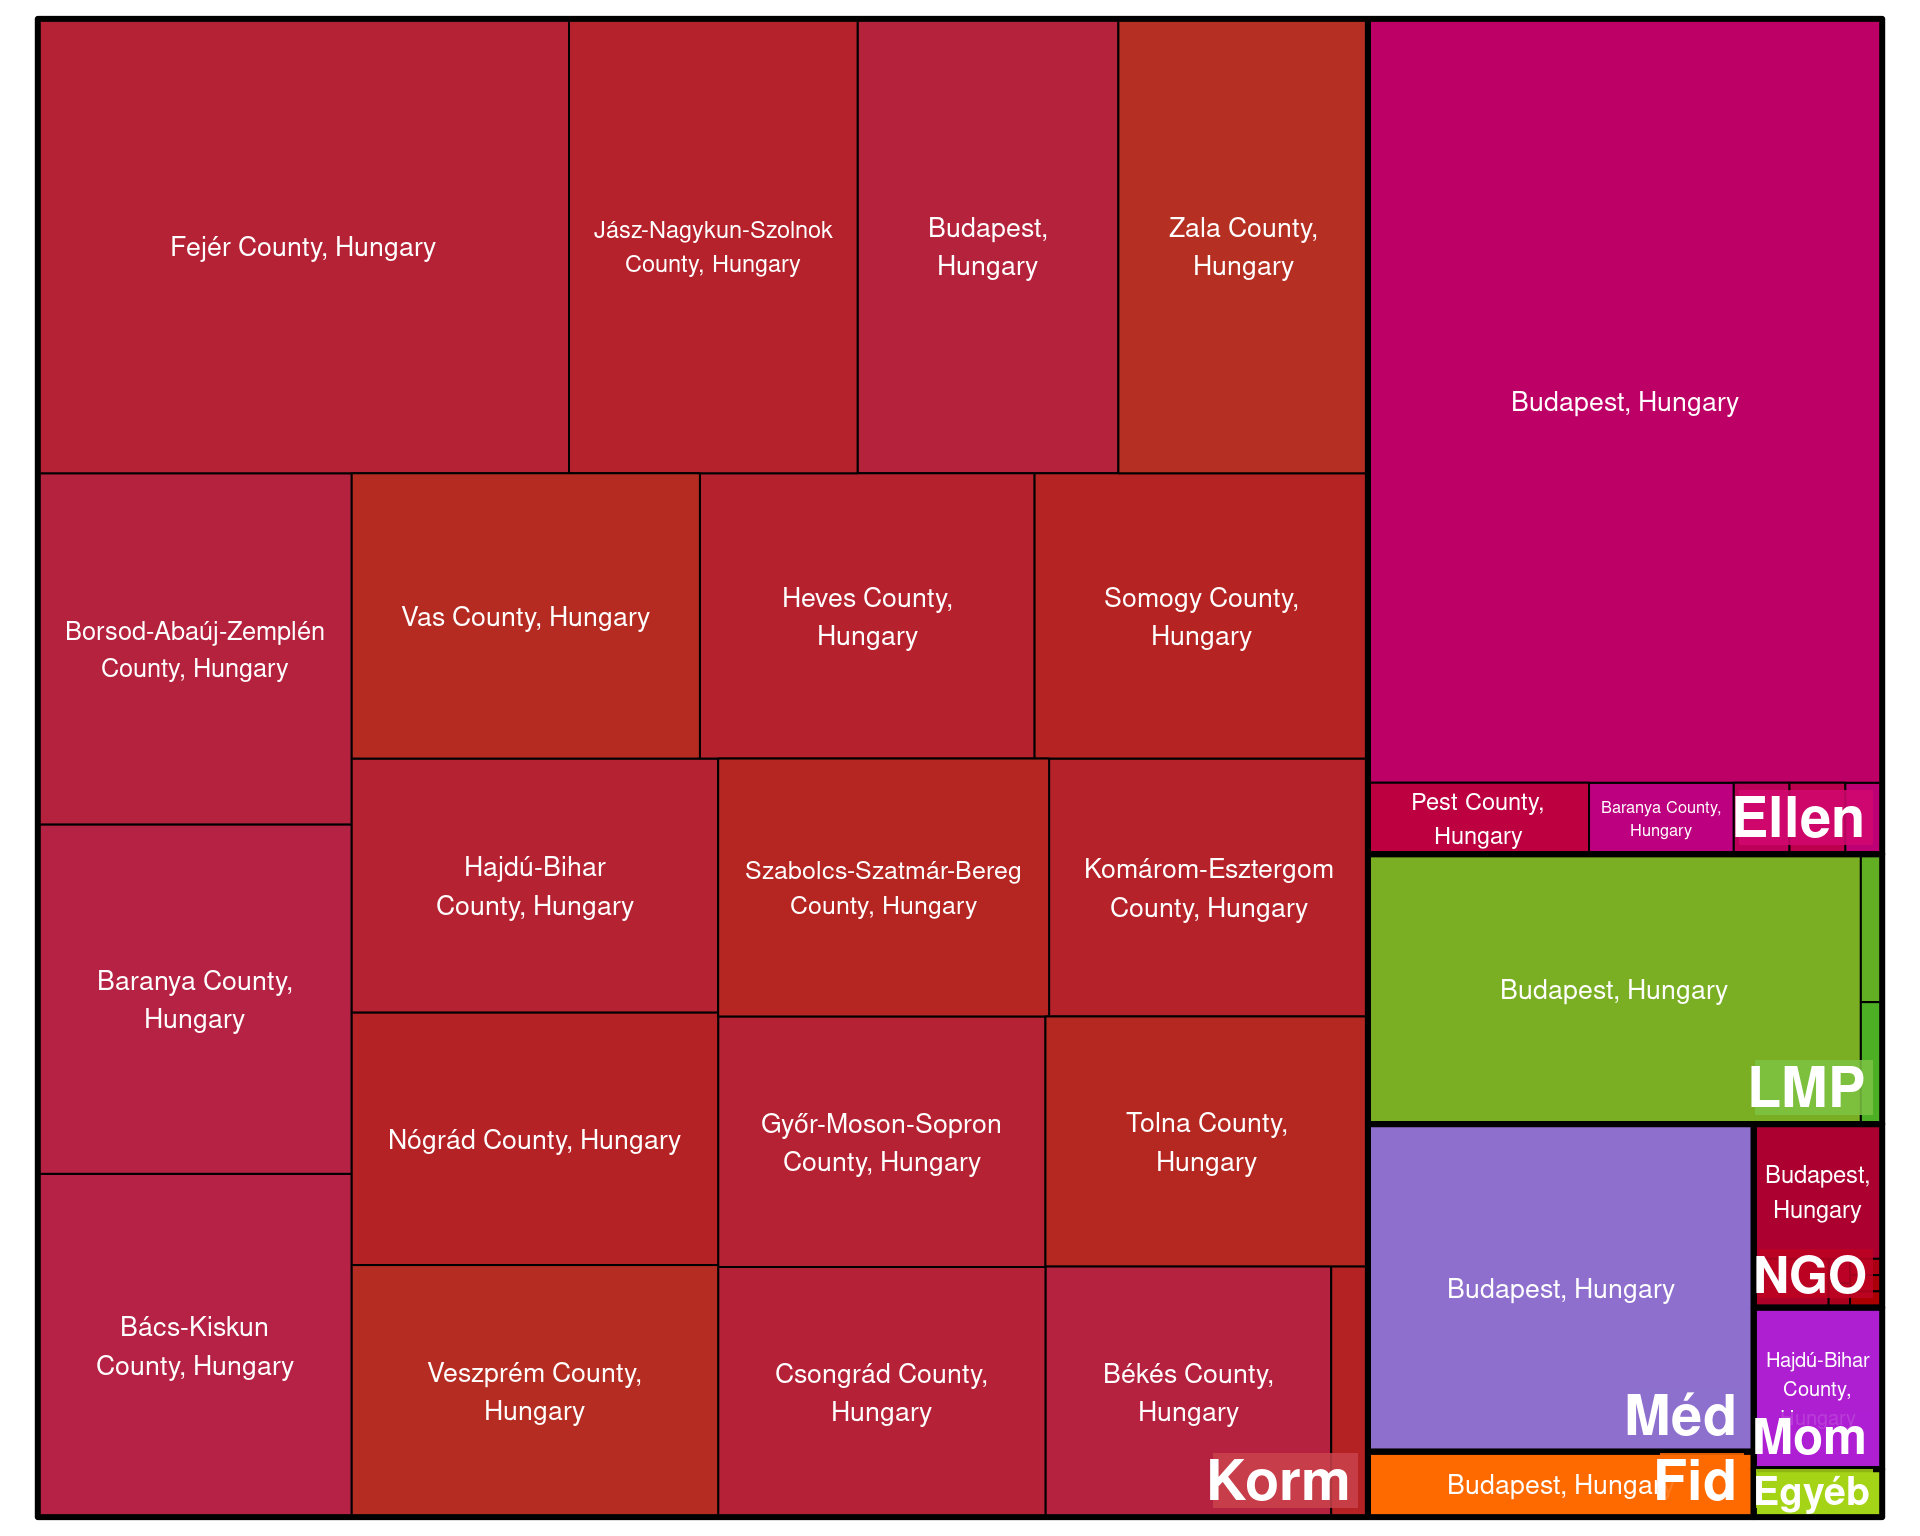 Fejér County, Hungary
Jász-Nagykun-Szolnok
County, Hungary
Budapest,
Hungary
Zala County,
Hungary
Borsod-Abaúj-Zemplén
County, Hungary
Vas County, Hungary
Heves County,
Hungary
Somogy County,
Hungary
Hajdú-Bihar
County, Hungary
Szabolcs-Szatmár-Bereg
County, Hungary
Komárom-Esztergom
County, Hungary
Baranya County,
Hungary
Nógrád County, Hungary
Győr-Moson-Sopron
County, Hungary
Tolna County,
Hungary
Bács-Kiskun
County, Hungary
Veszprém County,
Hungary
Csongrád County,
Hungary
Békés County,
Hungary
Korm
Budapest, Hungary
Pest County,
Hungary
Baranya County,
Hungary
Ellen
Budapest, Hungary
LMP
Budapest, Hungary
Méd
Budapest,
Hungary
NGO
Hajdú-Bihar
County,
Hungary
Mom
Budapest, Hungary
Fid
Egyéb